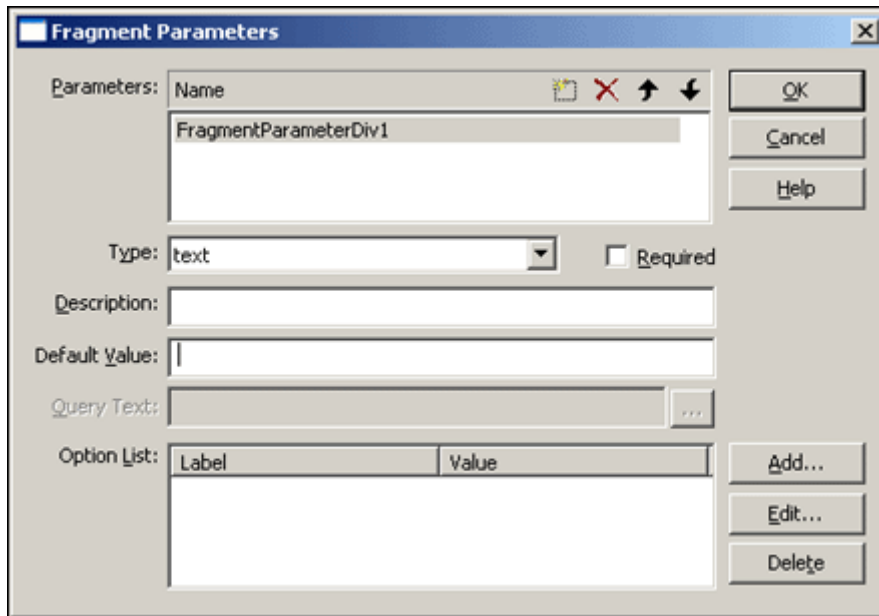 Fragment Parameters
Parameters: Name
OK
FragmentParameterDiv1
Cancel
Help
Type: text
Required
Description:
Default Value:
Query Text:
...
Option List: Label Value
Add...
Edit...
Delete